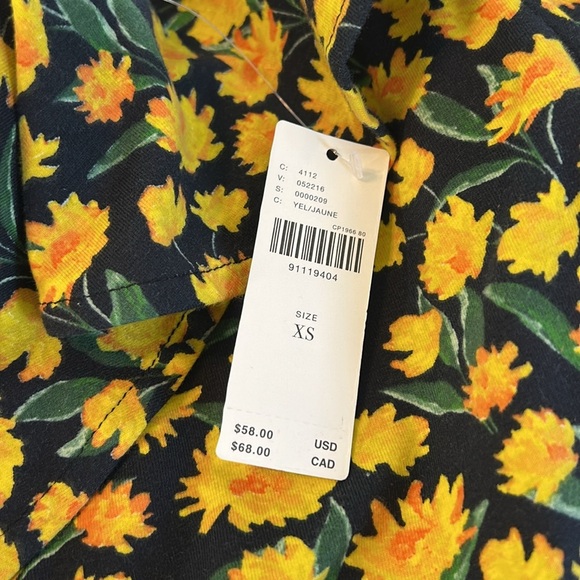 C: 4112
V: 052216
S: 0000209
C: YEL/JAUNE
CP1966 80
91119404
SIZE
XS
$58.00 USD
$68.00 CAD